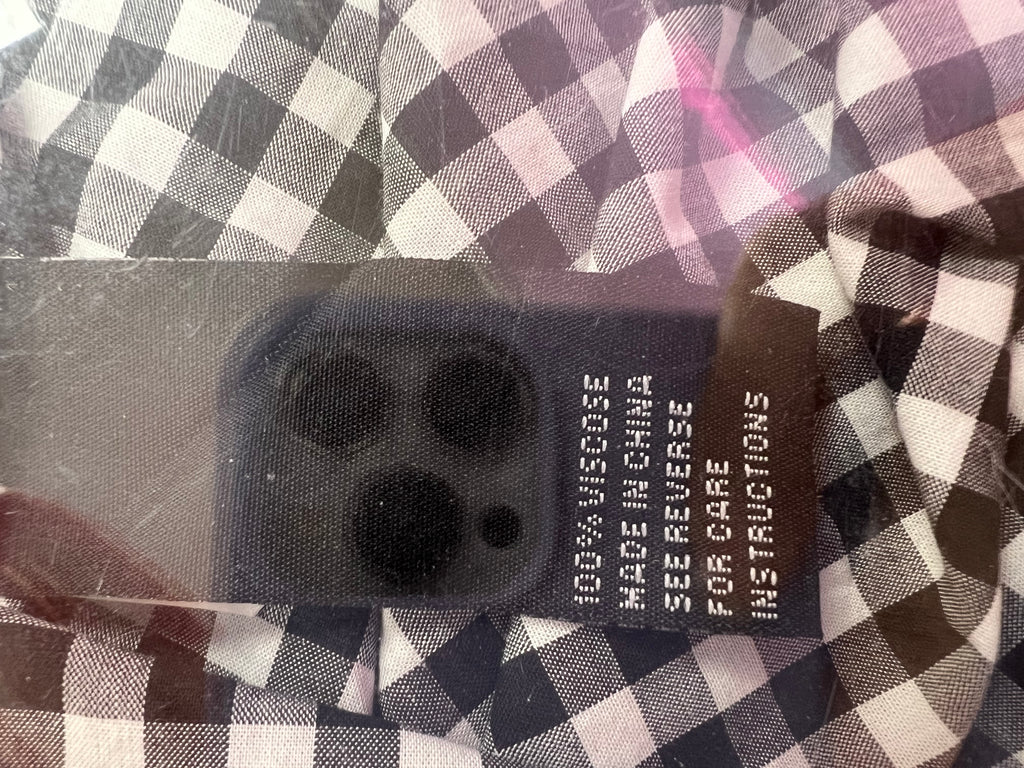 100% VISCOSE
MADE IN CHINA
SEE REVERSE
FOR CARE
INSTRUCTIONS